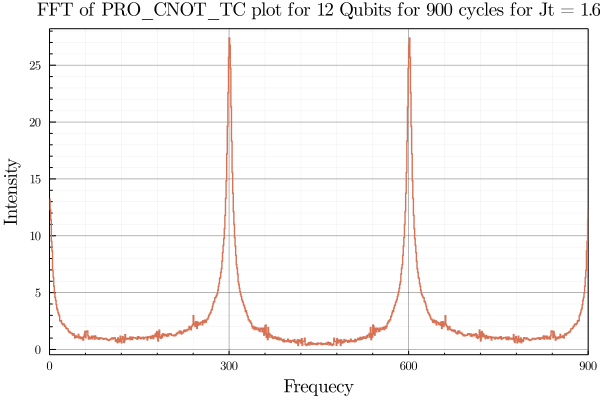 FFT of PRO_CNOT_TC plot for 12 Qubits for 900 cycles for Jt = 1.6
Intensity
25
20
15
10
5
0
0 300 600 900
Frequecy